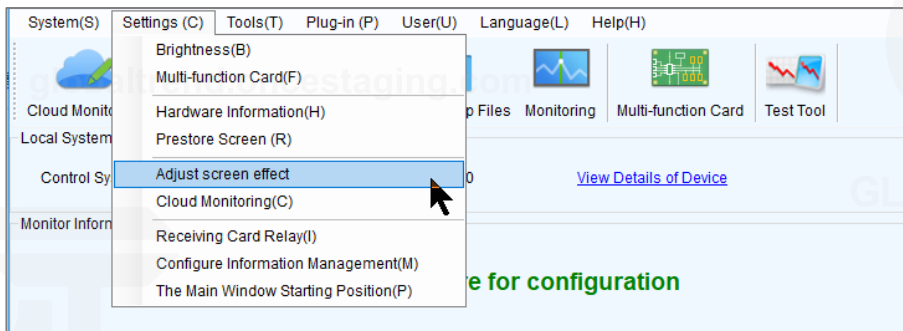 System(S) Settings (C) Tools(T) Plug-in (P) User(U) Language(L) Help(H)
Brightness(B)
Multi-function Card(F)
Hardware Information(H)
Prestore Screen (R)
Adjust screen effect
Cloud Monitoring(C)
Receiving Card Relay(I)
Configure Information Management(M)
The Main Window Starting Position(P)
Cloud Monito p Files Monitoring Multi-function Card Test Tool
Local System
Control Sy 0 View Details of Device
Monitor Inform
e for configuration